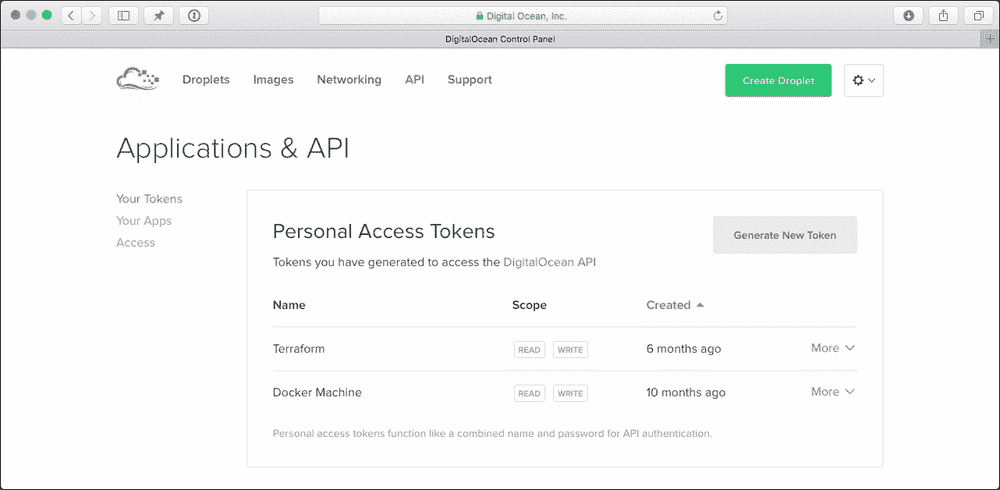 Digital Ocean, Inc.
DigitalOcean Control Panel
Droplets Images Networking API Support Create Droplet
Applications & API
Your Tokens
Your Apps
Access
Personal Access Tokens Generate New Token
Tokens you have generated to access the DigitalOcean API
Name Scope Created
Terraform READ WRITE 6 months ago More
Docker Machine READ WRITE 10 months ago More
Personal access tokens function like a combined name and password for API authentication.